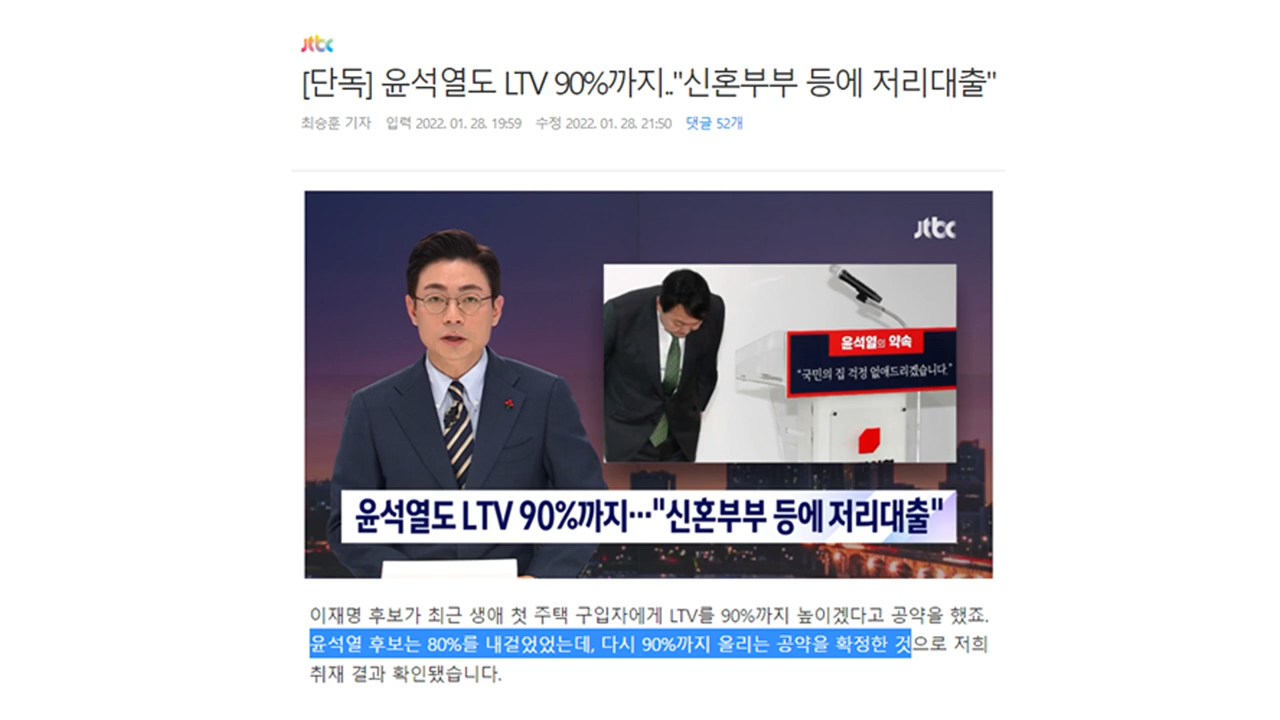 jtbc
[단독] 윤석열도 LTV 90%까지.."신혼부부 등에 저리대출"
최승훈 기자 입력 2022. 01. 28. 19:59 수정 2022. 01. 28. 21:50 댓글 52개
jtbc
윤석열의 약속
"국민의 집 걱정 없애드리겠습니다."
윤석열도 LTV 90%까지…"신혼부부 등에 저리대출"
이재명 후보가 최근 생애 첫 주택 구입자에게 LTV를 90%까지 높이겠다고 공약을 했죠.
윤석열 후보는 80%를 내걸었었는데, 다시 90%까지 올리는 공약을 확정한 것으로 저희
취재 결과 확인됐습니다.